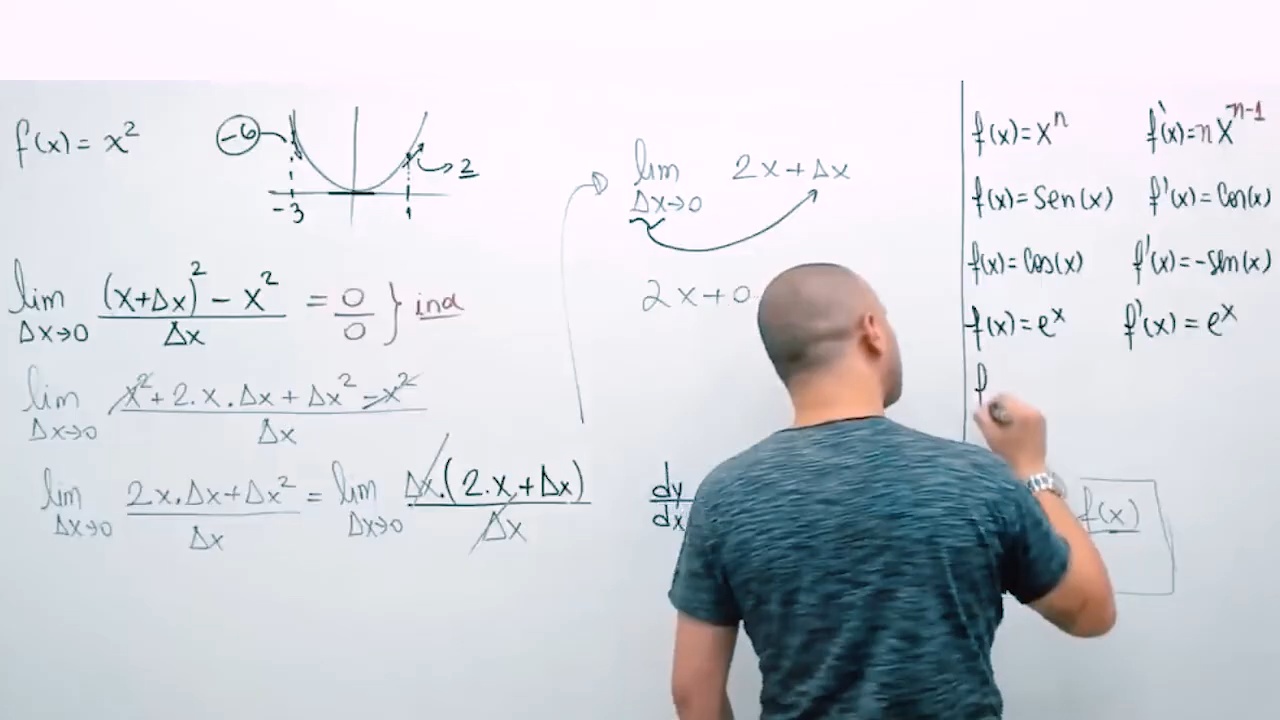 f(x) = x²
-6
2
-3
1
lim Δx→0 (x+Δx)² - x² / Δx = 0/0 } ind
lim Δx→0 x² + 2.x.Δx + Δx² - x² / Δx
lim Δx→0 2x.Δx+Δx² / Δx = lim Δx→0 Δx.(2.x+Δx) / Δx
lim Δx→0 2x+Δx
2x+0
dy/dx
f(x)
f(x)=xⁿ f'(x)=nxⁿ⁻¹
f(x)=Sen(x) f'(x)=Cos(x)
f(x)=Cos(x) f'(x)=-Sen(x)
f(x)=eˣ f'(x)=eˣ
f